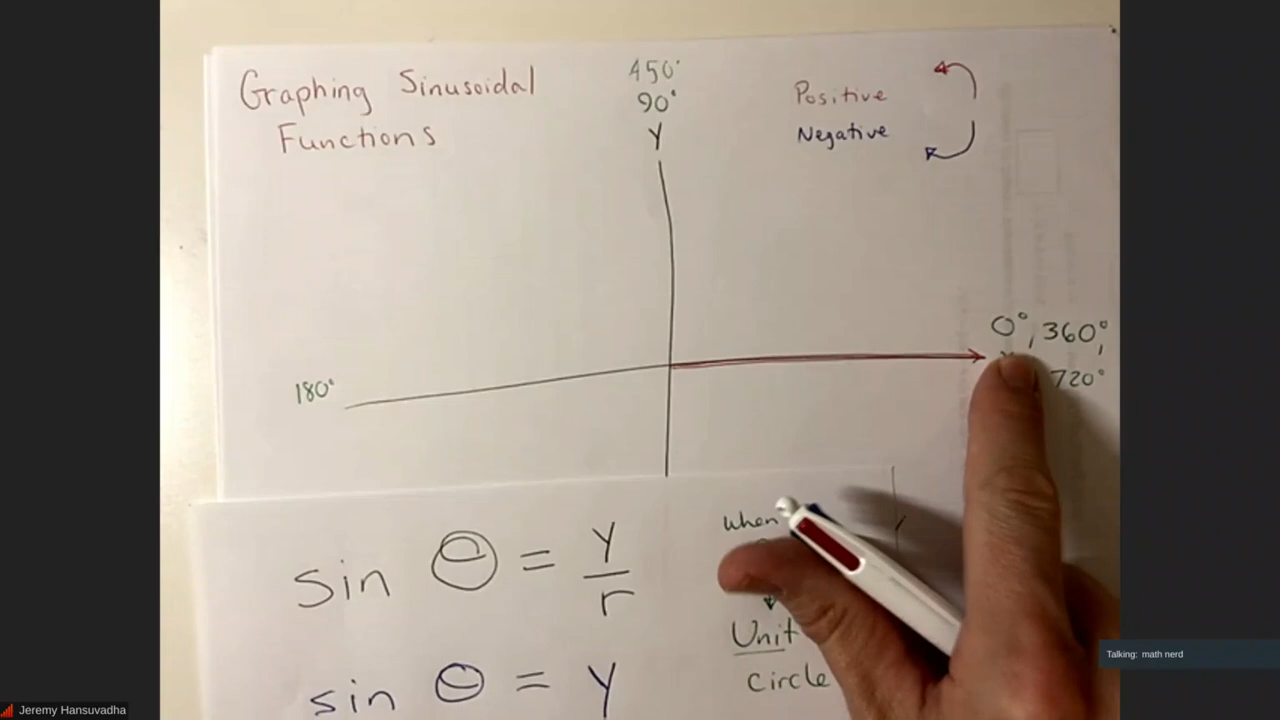 Graphing Sinusoidal
Functions
450°
90°
Y
Positive
Negative
0°, 360°,
720°
180°
sin Θ = Y
r
when
Unit
circle
sin Θ = Y
Talking: math nerd
Jeremy Hansuvadha